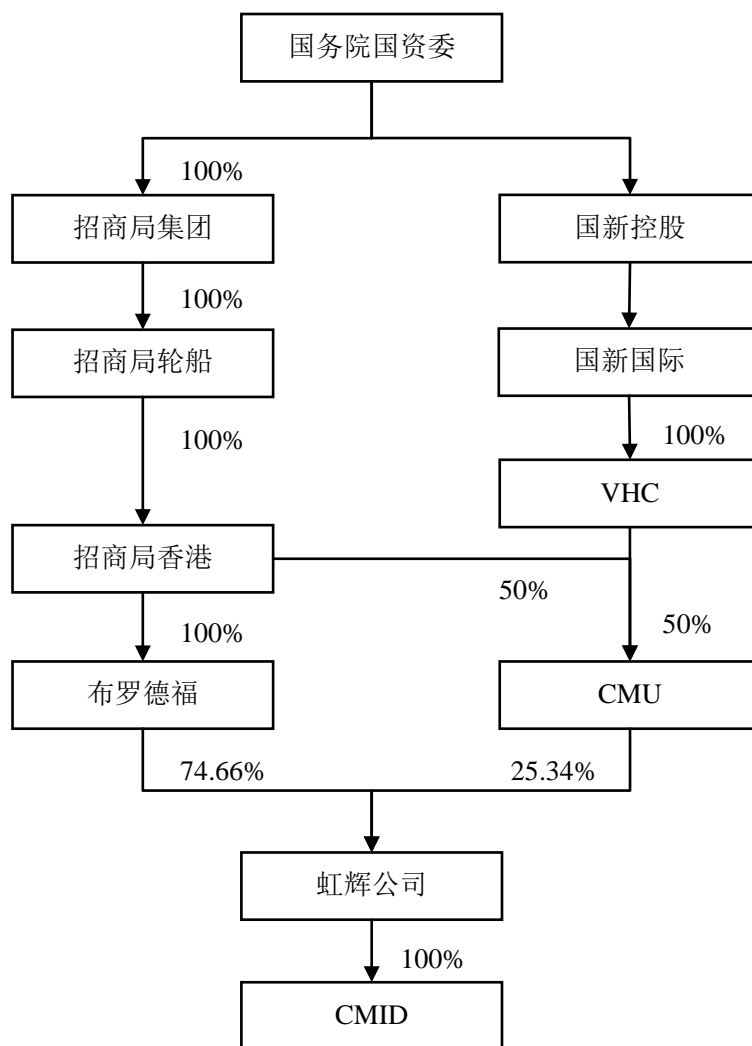 国务院国资委
100%
招商局集团
国新控股
100%
招商局轮船
国新国际
100%
100%
VHC
招商局香港
50%
50%
100%
布罗德福
CMU
74.66%
25.34%
虹辉公司
100%
CMID